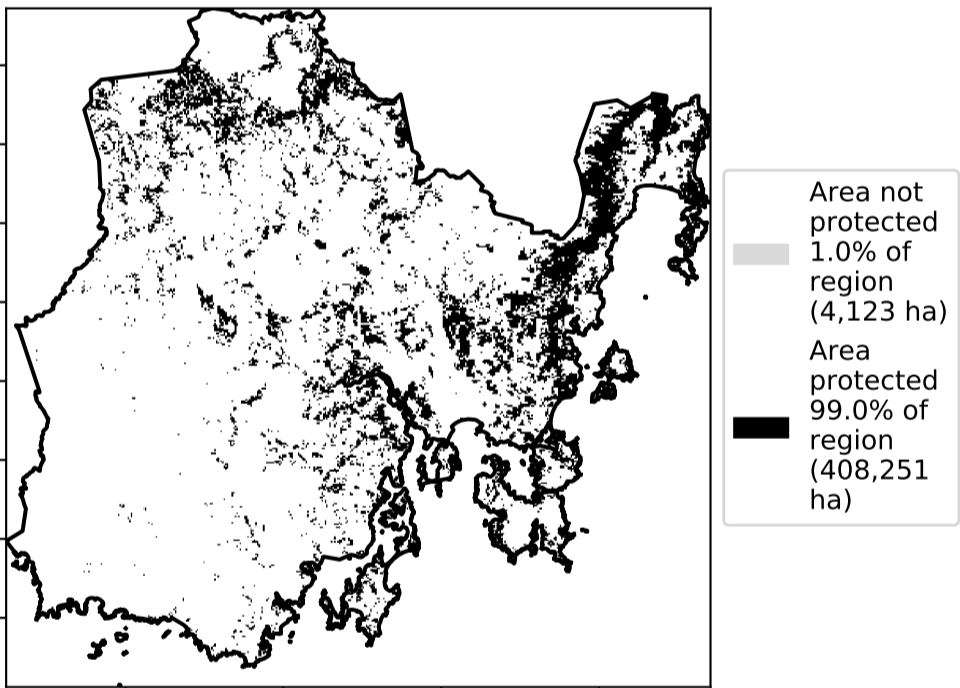 Area not
protected
1.0% of
region
(4,123 ha)
Area
protected
99.0% of
region
(408,251
ha)